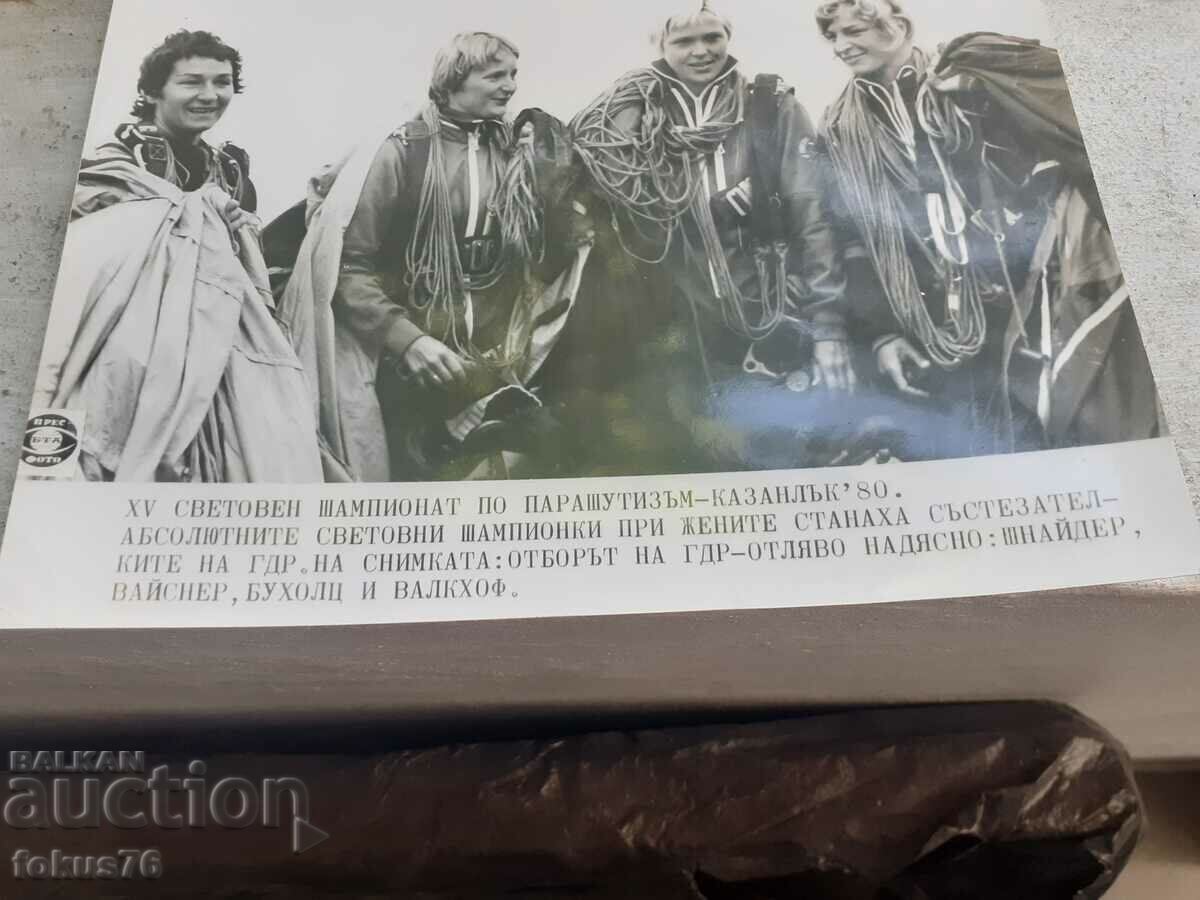 ПРЕС
БТА
ФОТО
XV СВЕТОВЕН ШАМПИОНАТ ПО ПАРАШУТИЗЪМ-КАЗАНЛЪК'80.
АБСОЛЮТНИТЕ СВЕТОВНИ ШАМПИОНКИ ПРИ ЖЕНИТЕ СТАНАХА СЪСТЕЗАТЕЛ-
КИТЕ НА ГДР. НА СНИМКАТА:ОТБОРЪТ НА ГДР-ОТЛЯВО НАДЯСНО:ШНАЙДЕР,
ВАЙСНЕР, БУХОЛЦ И ВАЛКХОФ.
BALKAN
auction
fokus76